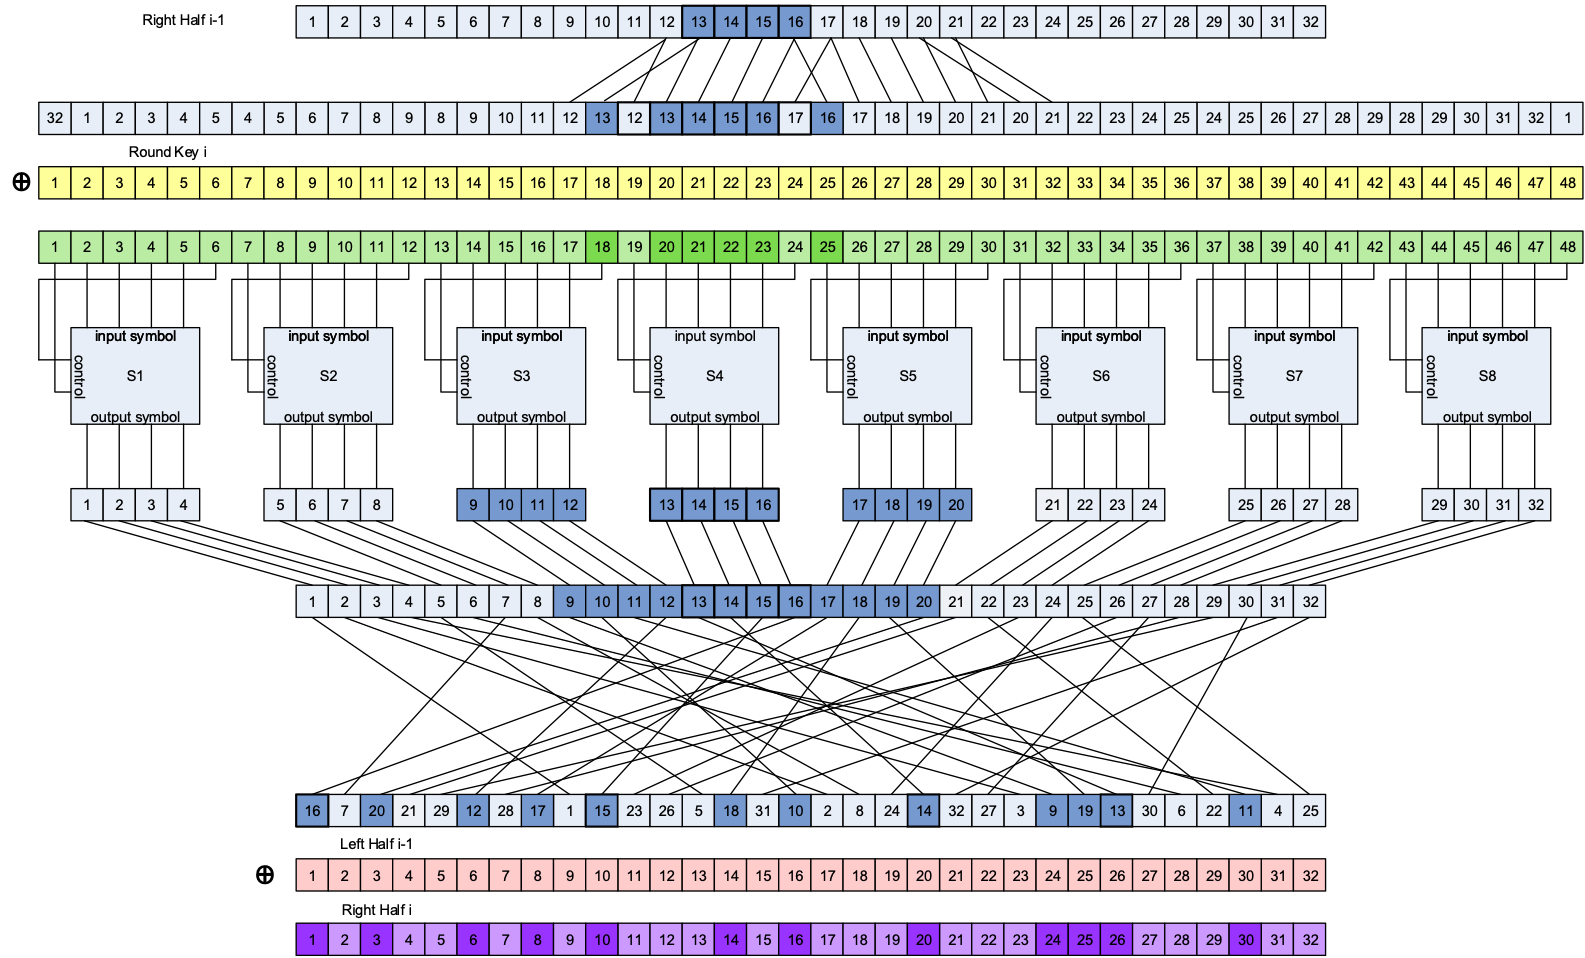 Right Half i-1 1 2 3 4 5 6 7 8 9 10 11 12 13 14 15 16 17 18 19 20 21 22 23 24 25 26 27 28 29 30 31 32
32 1 2 3 4 5 4 5 6 7 8 9 8 9 10 11 12 13 12 13 14 15 16 17 16 17 18 19 20 21 20 21 22 23 24 25 24 25 26 27 28 29 28 29 30 31 32 1
Round Key i
⊕ 1 2 3 4 5 6 7 8 9 10 11 12 13 14 15 16 17 18 19 20 21 22 23 24 25 26 27 28 29 30 31 32 33 34 35 36 37 38 39 40 41 42 43 44 45 46 47 48
1 2 3 4 5 6 7 8 9 10 11 12 13 14 15 16 17 18 19 20 21 22 23 24 25 26 27 28 29 30 31 32 33 34 35 36 37 38 39 40 41 42 43 44 45 46 47 48
input symbol input symbol input symbol input symbol input symbol input symbol input symbol input symbol
control S1 control S2 control S3 control S4 control S5 control S6 control S7 control S8
output symbol output symbol output symbol output symbol output symbol output symbol output symbol output symbol
1 2 3 4 5 6 7 8 9 10 11 12 13 14 15 16 17 18 19 20 21 22 23 24 25 26 27 28 29 30 31 32
1 2 3 4 5 6 7 8 9 10 11 12 13 14 15 16 17 18 19 20 21 22 23 24 25 26 27 28 29 30 31 32
16 7 20 21 29 12 28 17 1 15 23 26 5 18 31 10 2 8 24 14 32 27 3 9 19 13 30 6 22 11 4 25
Left Half i-1
⊕ 1 2 3 4 5 6 7 8 9 10 11 12 13 14 15 16 17 18 19 20 21 22 23 24 25 26 27 28 29 30 31 32
Right Half i
1 2 3 4 5 6 7 8 9 10 11 12 13 14 15 16 17 18 19 20 21 22 23 24 25 26 27 28 29 30 31 32